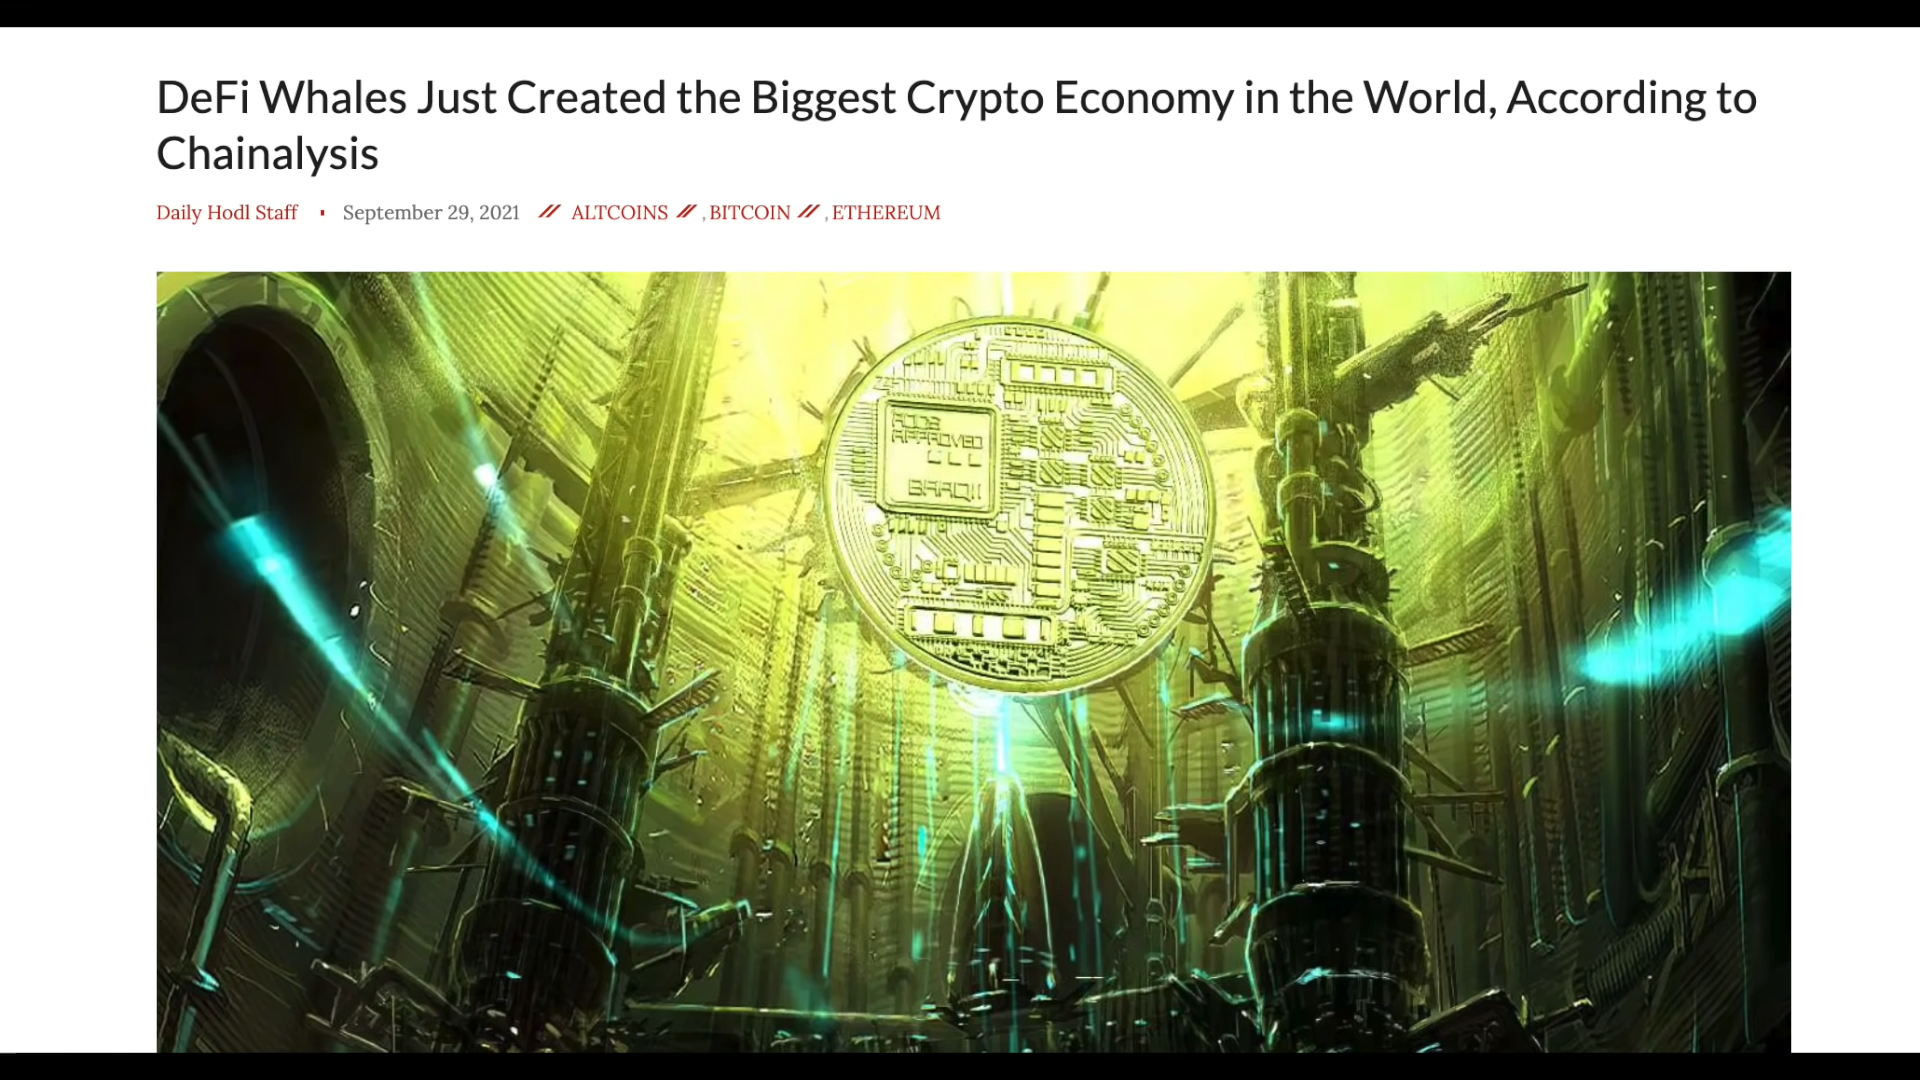 DeFi Whales Just Created the Biggest Crypto Economy in the World, According to
Chainalysis
Daily Hodl Staff ▪ September 29, 2021 // ALTCOINS // , BITCOIN // , ETHEREUM
APPROVED